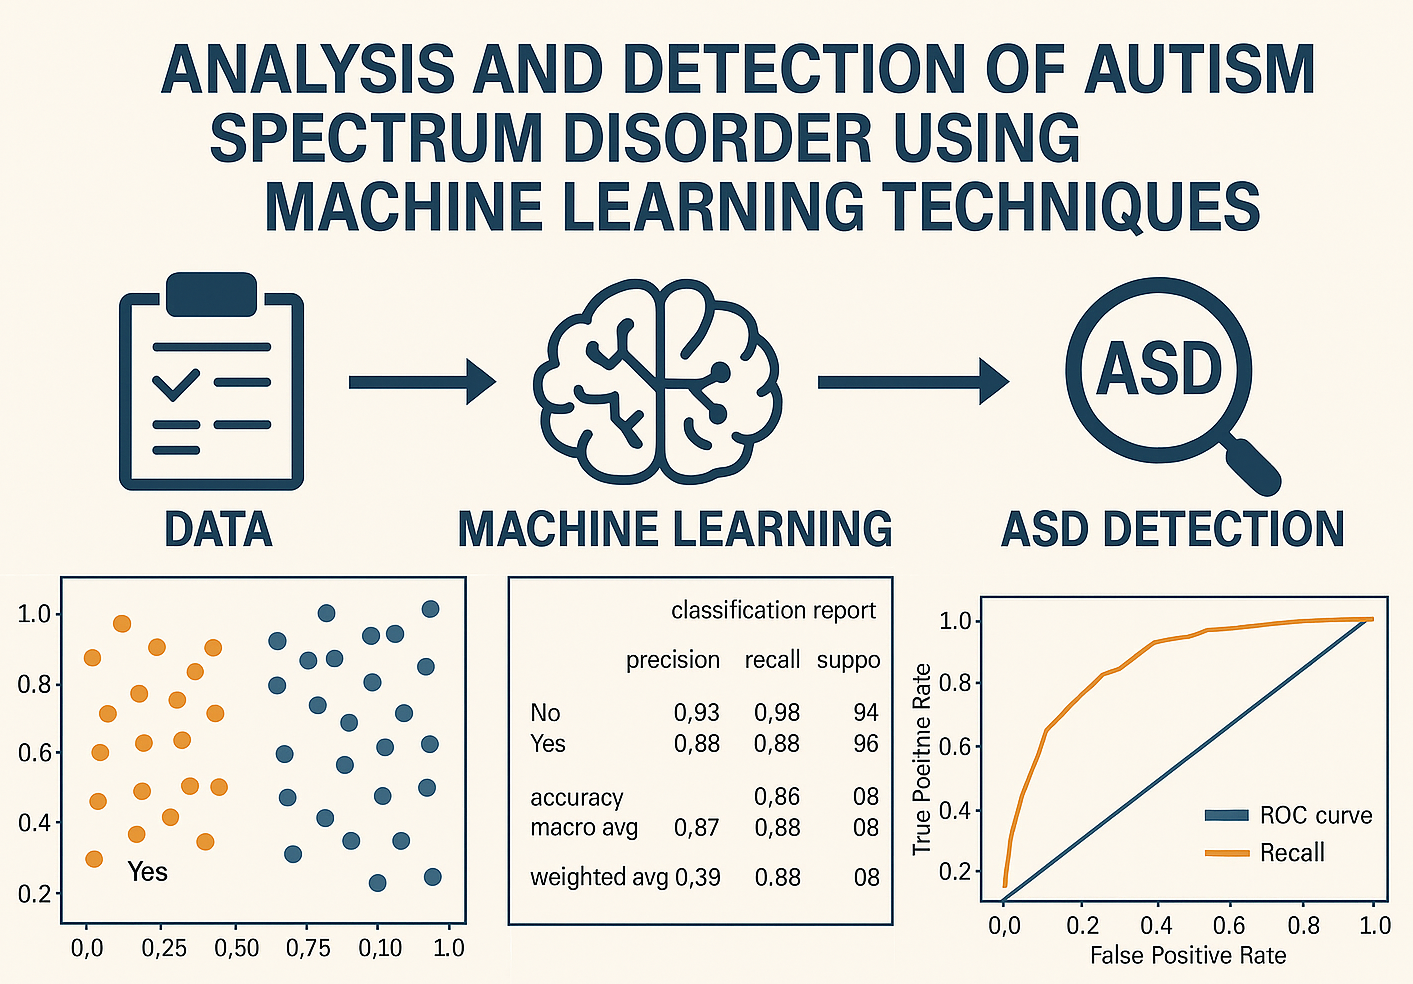 ANALYSIS AND DETECTION OF AUTISM
SPECTRUM DISORDER USING
MACHINE LEARNING TECHNIQUES
ASD
DATA
MACHINE LEARNING
ASD DETECTION
1.0
0.8
0.6
0.4
0.2
Yes
0,0 0,25 0,50 0,75 0,10 1.0
classification report
precision recall suppo
No 0,93 0,98 94
Yes 0,88 0,88 96
accuracy 0,86 08
macro avg 0,87 0,88 08
weighted avg 0,39 0.88 08
True Poeitme Rate
1.0
0.8
0.6
0.4
0.2
ROC curve
Recall
0,0 0.2 0.4 0.6 0.8 1.0
False Positive Rate